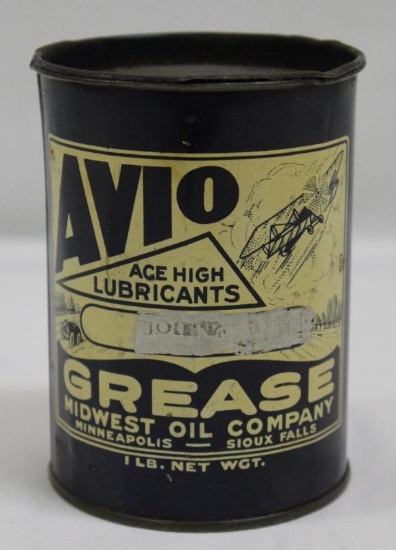 AVIO
ACE HIGH
LUBRICANTS
GREASE
MIDWEST OIL COMPANY
MINNEAPOLIS — SIOUX FALLS
1 LB. NET WGT.